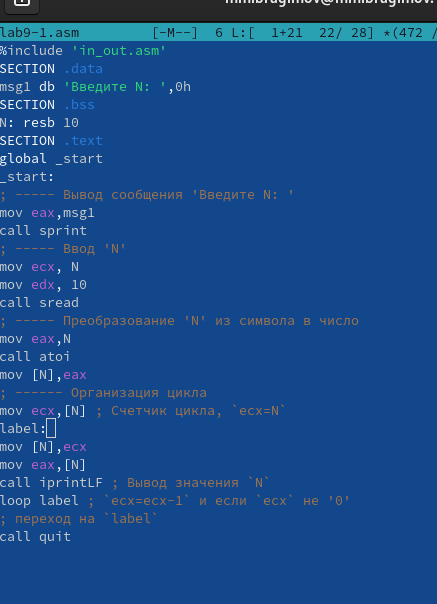 lab9-1.asm [-M--] 6 L:[ 1+21 22/ 28] *(472 /
%include 'in_out.asm'
SECTION .data
msg1 db 'Введите N: ',0h
SECTION .bss
N: resb 10
SECTION .text
global _start
_start:
; ----- Вывод сообщения 'Введите N: '
mov eax,msg1
call sprint
; ----- Ввод 'N'
mov ecx, N
mov edx, 10
call sread
; ----- Преобразование 'N' из символа в число
mov eax,N
call atoi
mov [N],eax
; ------ Организация цикла
mov ecx,[N] ; Счетчик цикла, `ecx=N`
label:
mov [N],ecx
mov eax,[N]
call iprintLF ; Вывод значения `N`
loop label ; `ecx=ecx-1` и если `ecx` не '0'
; переход на `label`
call quit